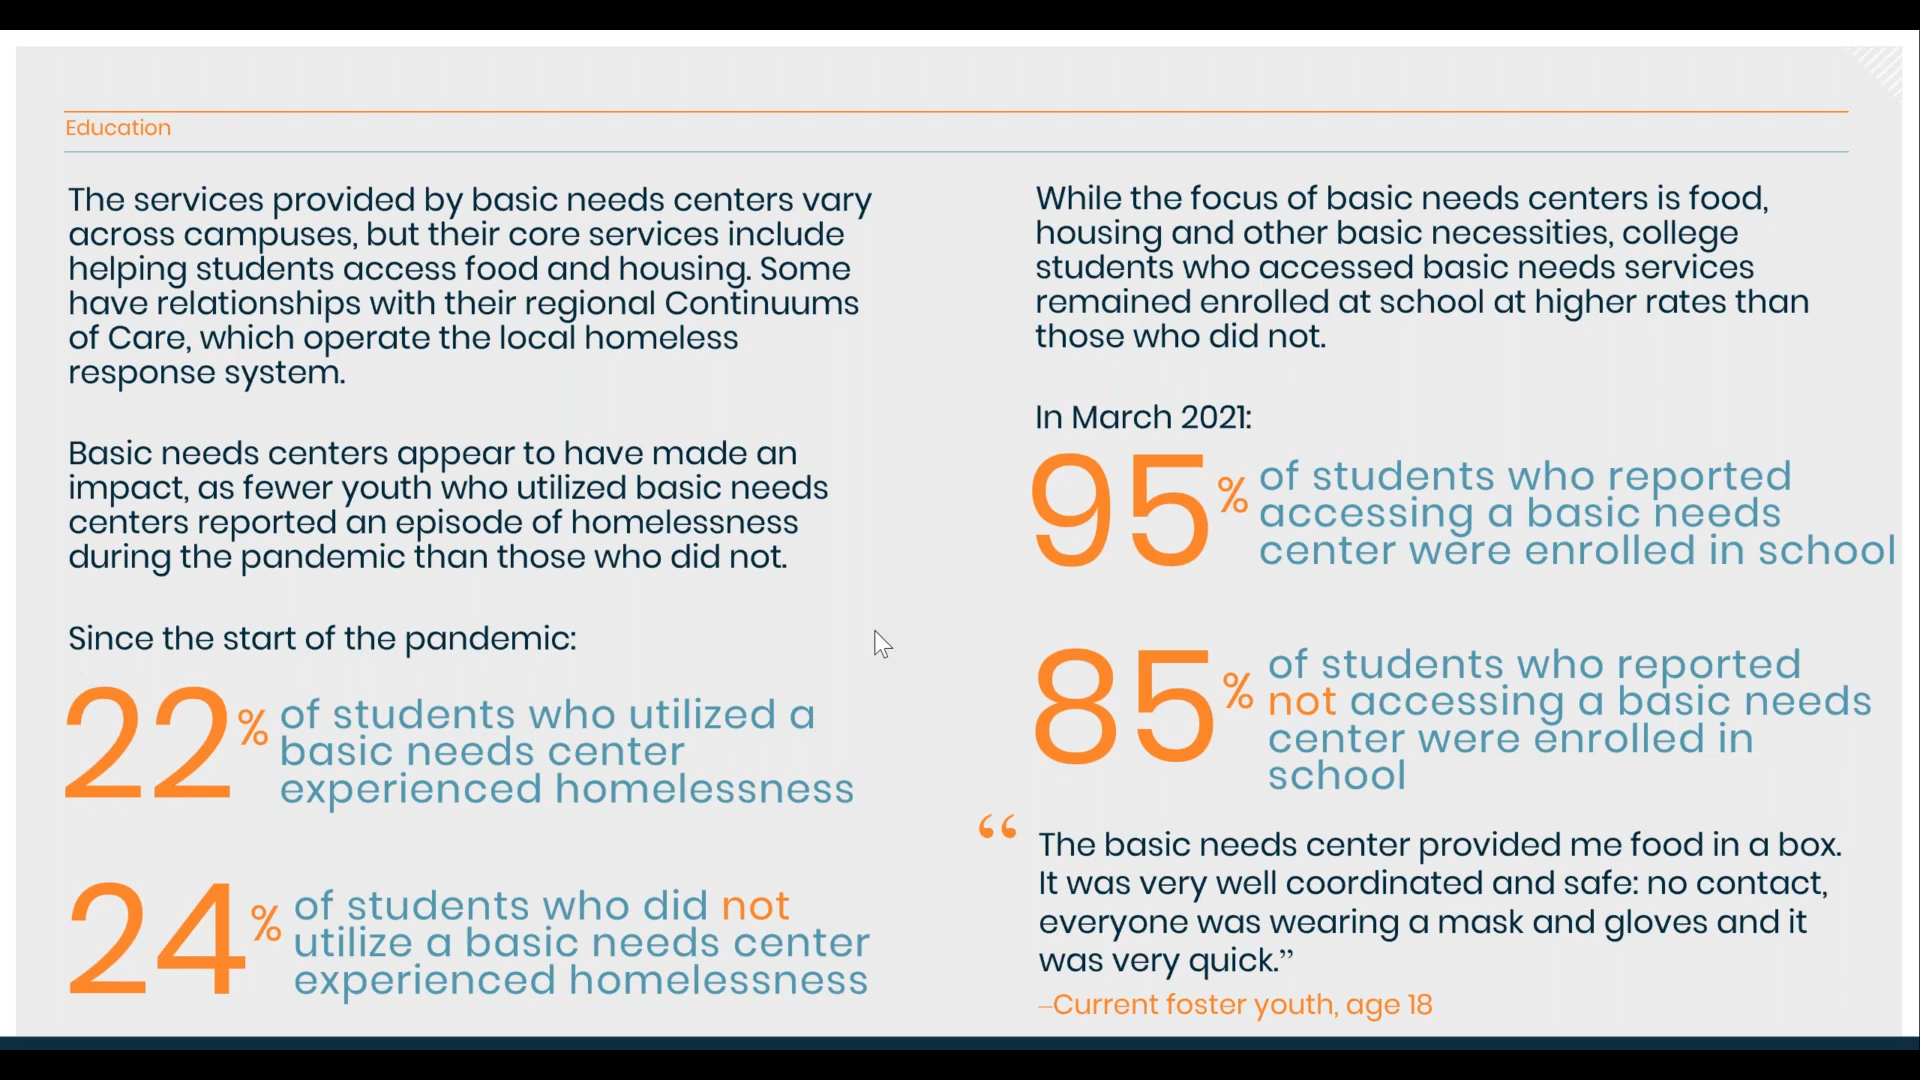 Education
The services provided by basic needs centers vary
across campuses, but their core services include
helping students access food and housing. Some
have relationships with their regional Continuums
of Care, which operate the local homeless
response system.
Basic needs centers appear to have made an
impact, as fewer youth who utilized basic needs
centers reported an episode of homelessness
during the pandemic than those who did not.
Since the start of the pandemic:
22% of students who utilized a
basic needs center
experienced homelessness
24% of students who did not
utilize a basic needs center
experienced homelessness
While the focus of basic needs centers is food,
housing and other basic necessities, college
students who accessed basic needs services
remained enrolled at school at higher rates than
those who did not.
In March 2021:
95% of students who reported
accessing a basic needs
center were enrolled in school
85% of students who reported
not accessing a basic needs
center were enrolled in
school
“The basic needs center provided me food in a box.
It was very well coordinated and safe: no contact,
everyone was wearing a mask and gloves and it
was very quick.”
–Current foster youth, age 18